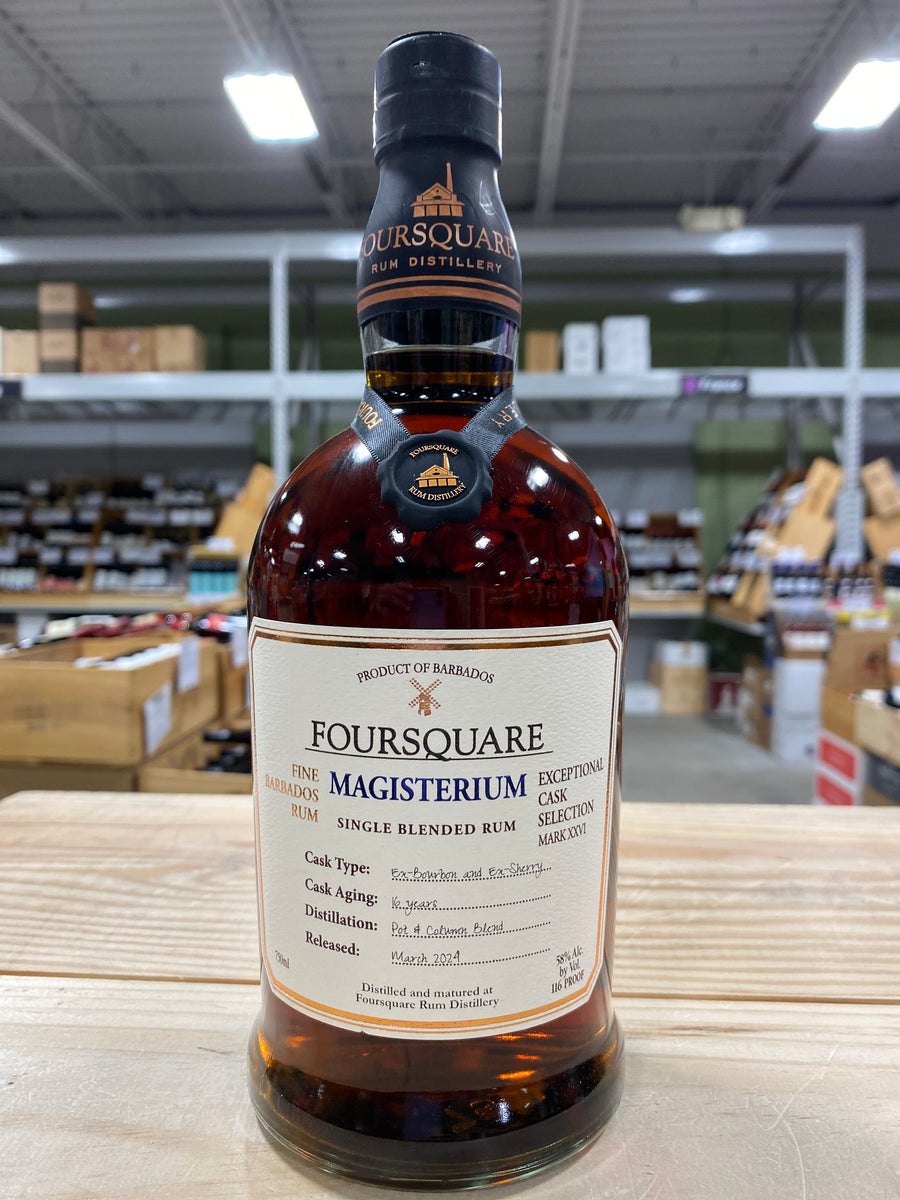 FOURSQUARE
RUM DISTILLERY
FOURSQUARE
RUM DISTILLERY
PRODUCT OF BARBADOS
FOURSQUARE
FINE
BARBADOS
RUM
MAGISTERIUM
SINGLE BLENDED RUM
EXCEPTIONAL
CASK
SELECTION
MARK XXVI
Cask Type: Ex-Bourbon and Ex-Sherry
Cask Aging: 16 years
Distillation: Pot & Column Blend
Released: March 2024
750ml
58% Alc.
by Vol.
116 PROOF
Distilled and matured at
Foursquare Rum Distillery
France